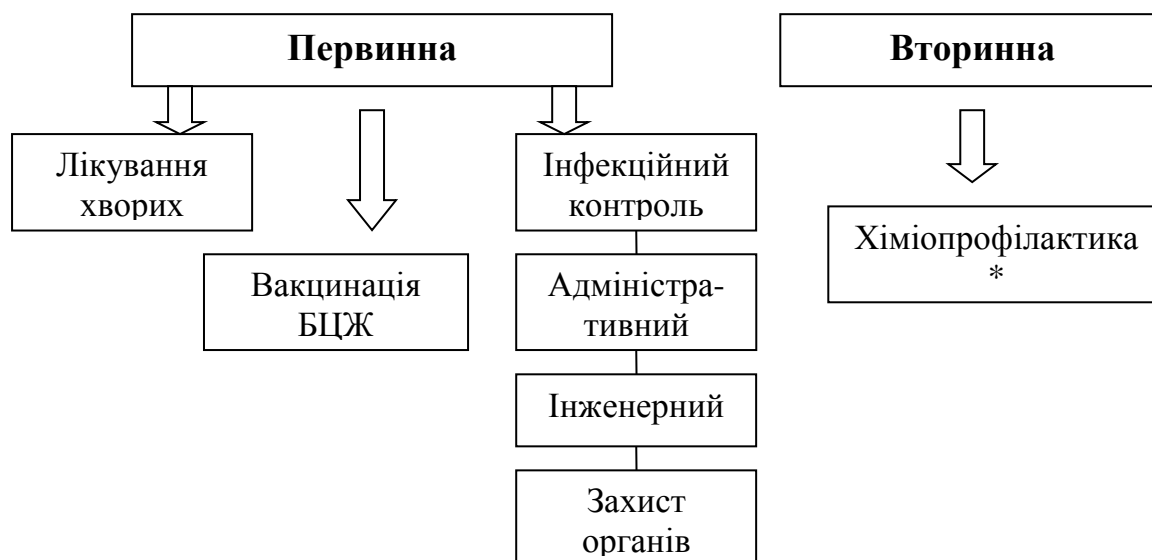 Первинна
Вторинна
Лікування
хворих
Вакцинація
БЦЖ
Інфекційний
контроль
Адміністра-
тивний
Інженерний
Захист
органів
Хіміопрофілактика
*